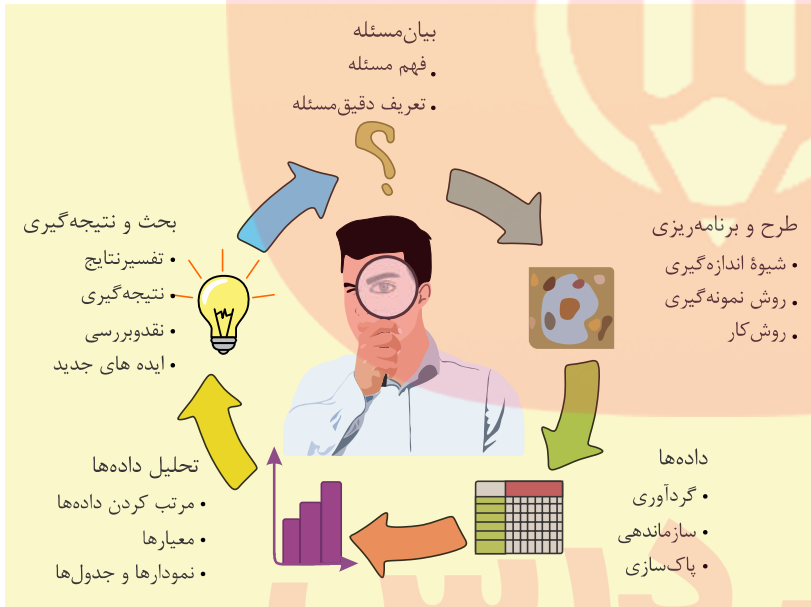 بیان‌مسئله
• فهم مسئله
• تعریف دقیق‌مسئله
طرح و برنامه‌ریزی
• شیوهٔ اندازه‌گیری
• روش نمونه‌گیری
• روش‌کار
داده‌ها
• گردآوری
• سازماندهی
• پاک‌سازی
تحلیل داده‌ها
• مرتب کردن داده‌ها
• معیارها
• نمودارها و جدول‌ها
بحث و نتیجه‌گیری
• تفسیرنتایج
• نتیجه‌گیری
• نقدوبررسی
• ایده های جدید